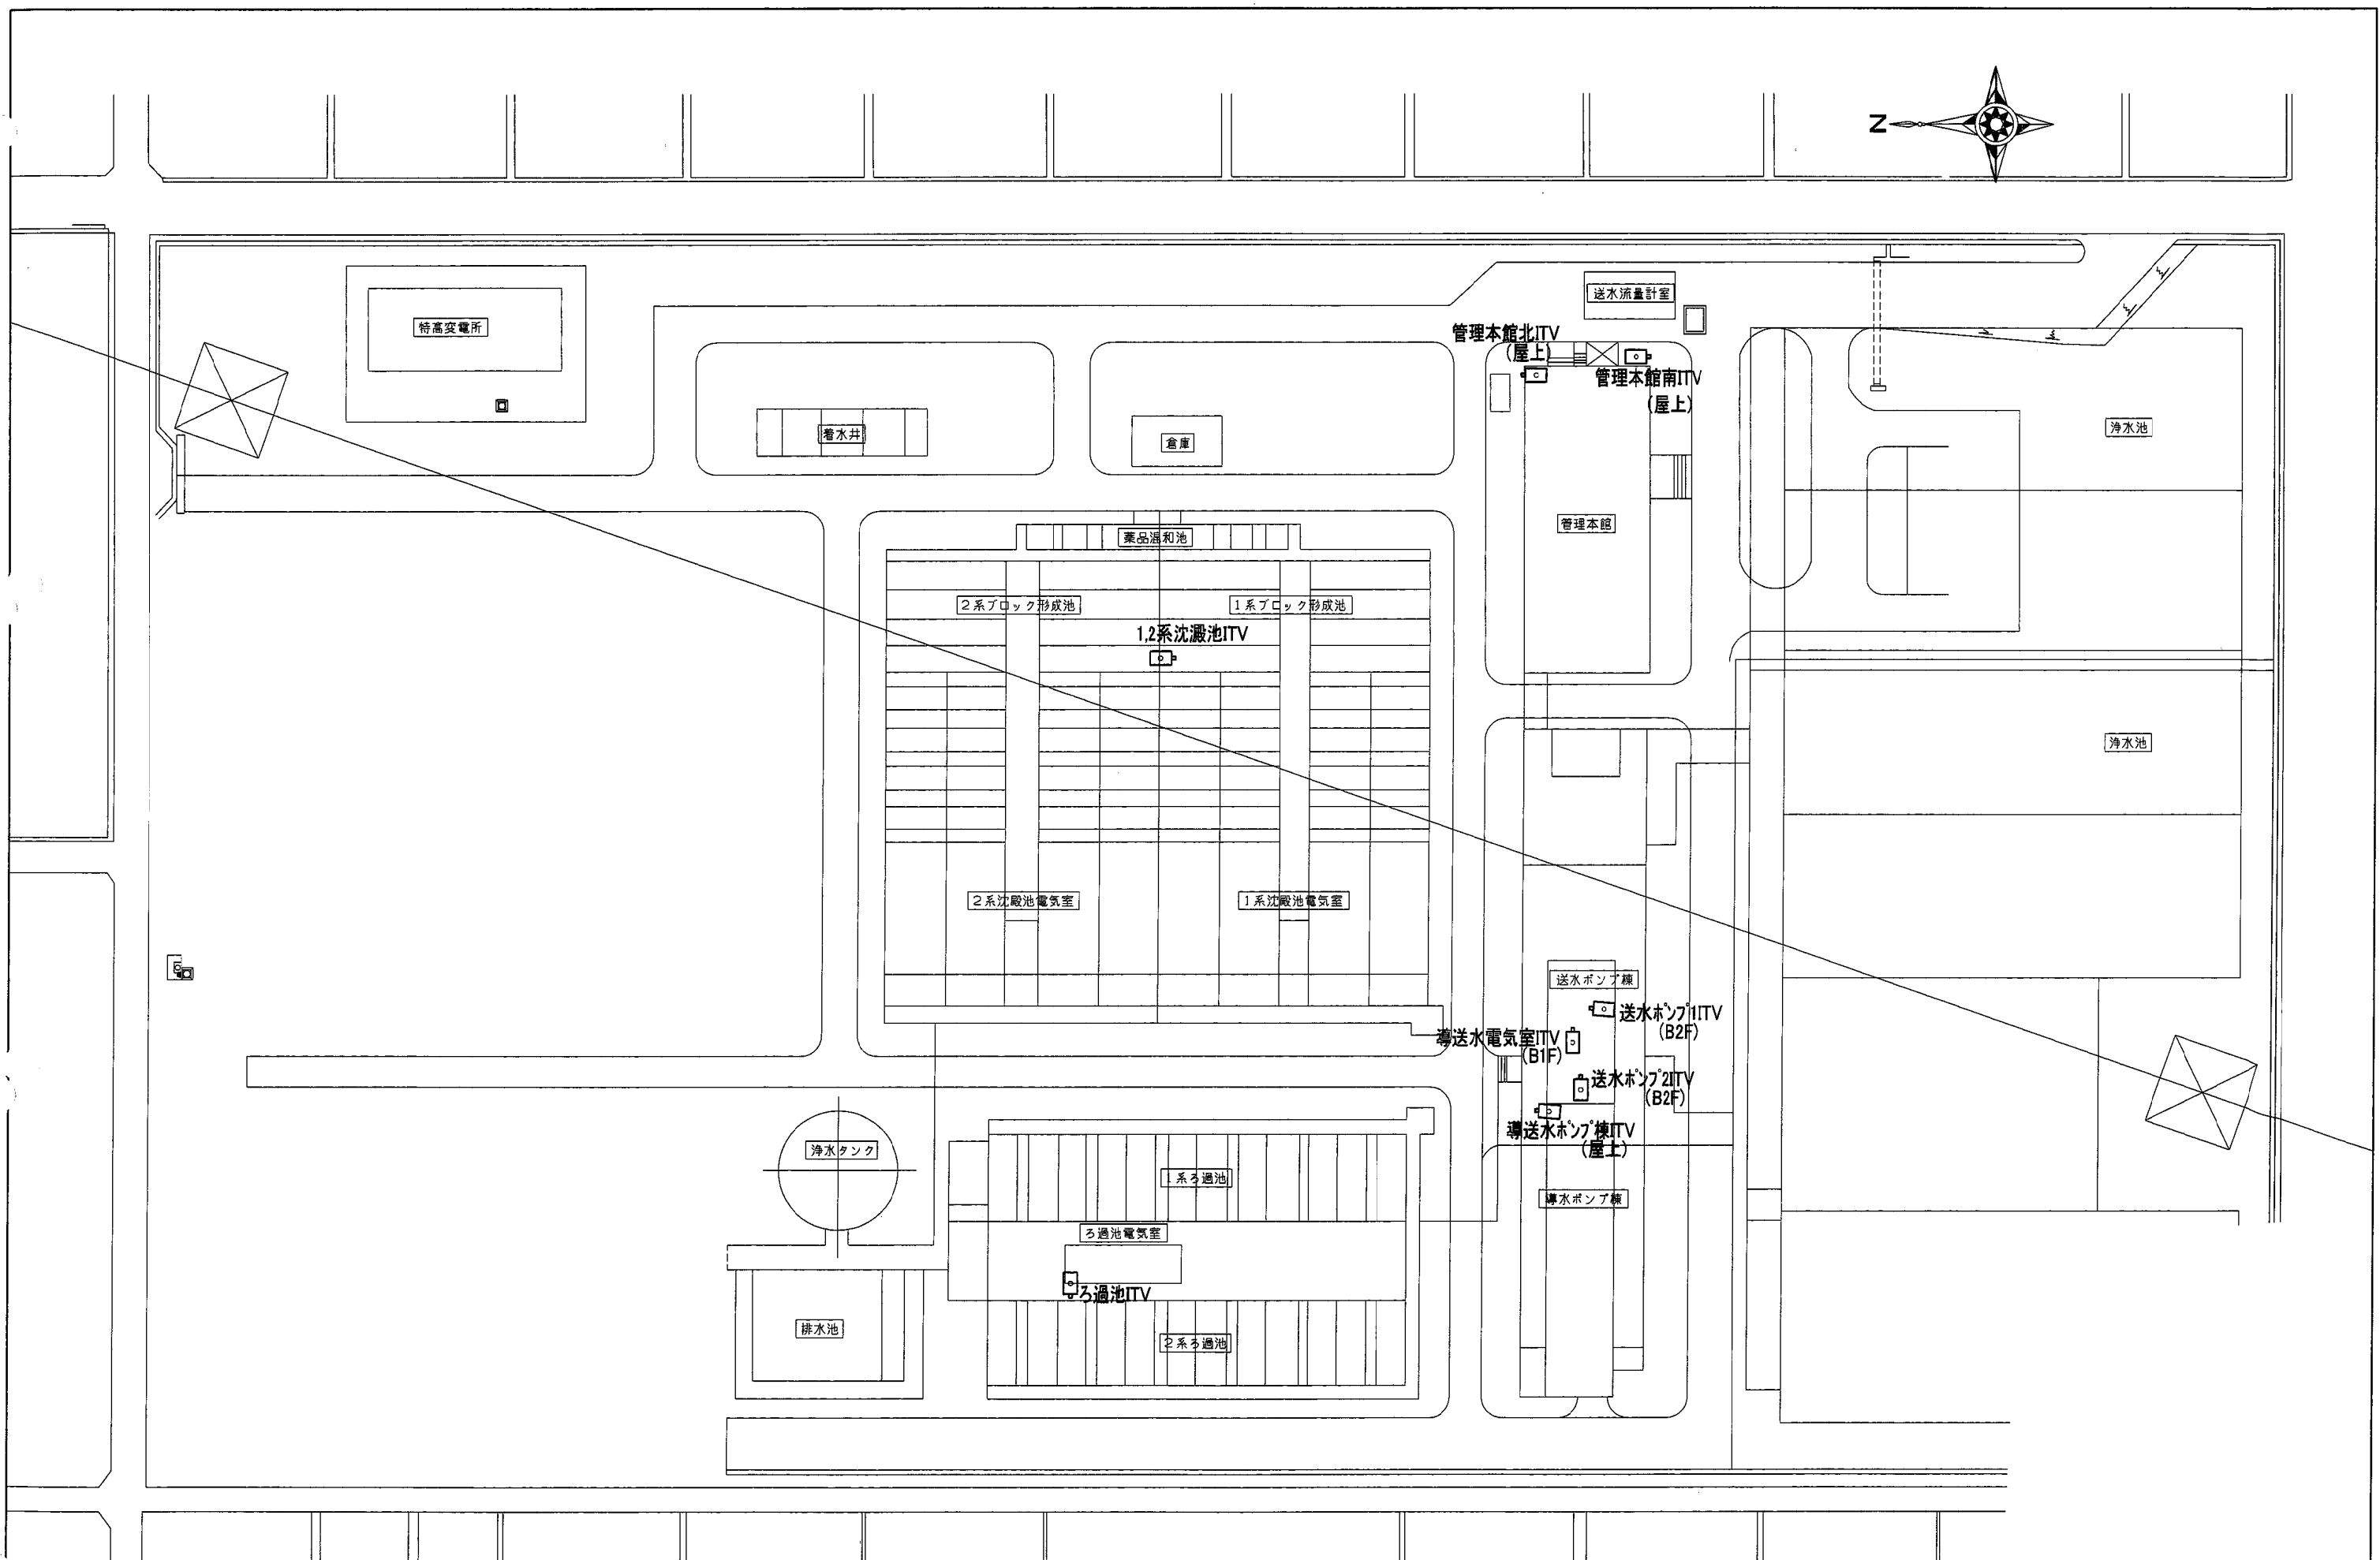 N
送水流量計室
特高変電所
管理本館北ITV
(屋上)
管理本館南ITV
(屋上)
着水井
倉庫
浄水池
管理本館
薬品混和池
2系ブロック形成池
1系ブロック形成池
1,2系沈澱池ITV
浄水池
2系沈殿池電気室
1系沈殿池電気室
送水ポンプ棟
送水ポンプ1ITV
(B2F)
導送水電気室ITV
(B1F)
送水ポンプ2ITV
(B2F)
導送水ポンプ棟ITV
(屋上)
浄水タンク
1系ろ過池
導水ポンプ棟
ろ過池電気室
ろ過池ITV
排水池
2系ろ過池